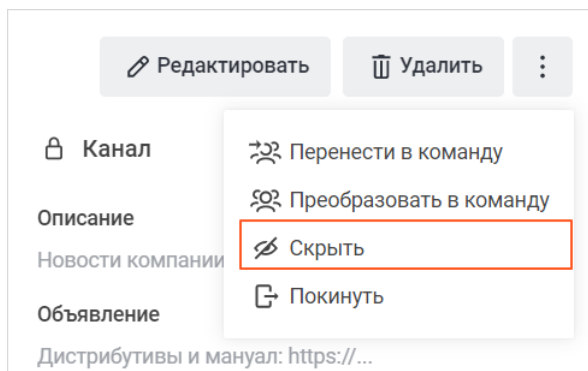 Редактировать
Удалить
Канал
Перенести в команду
Преобразовать в команду
Описание
Скрыть
Новости компании
Покинуть
Объявление
Дистрибутивы и мануал: https://...